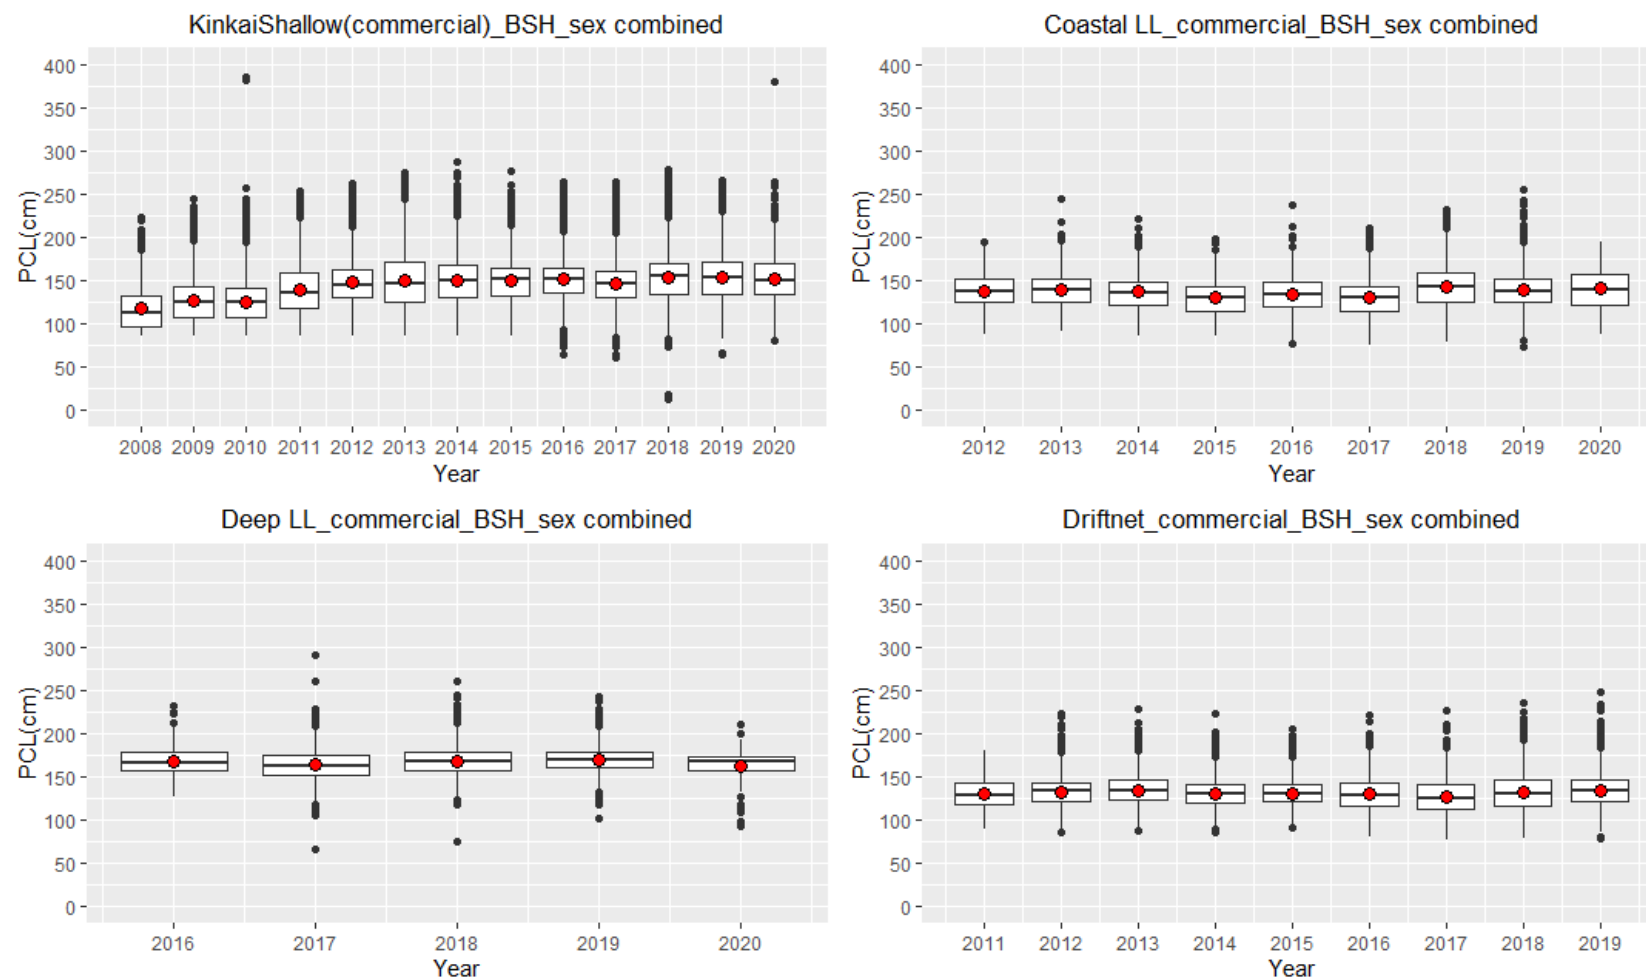 KinkaiShallow(commercial)_BSH_sex combined
400
350
300
250
200
150
100
50
0
PCL(cm)
2008 2009 2010 2011 2012 2013 2014 2015 2016 2017 2018 2019 2020
Year
Coastal LL_commercial_BSH_sex combined
400
350
300
250
200
150
100
50
0
PCL(cm)
2012 2013 2014 2015 2016 2017 2018 2019 2020
Year
Deep LL_commercial_BSH_sex combined
400
350
300
250
200
150
100
50
0
PCL(cm)
2016 2017 2018 2019 2020
Year
Driftnet_commercial_BSH_sex combined
400
350
300
250
200
150
100
50
0
PCL(cm)
2011 2012 2013 2014 2015 2016 2017 2018 2019
Year